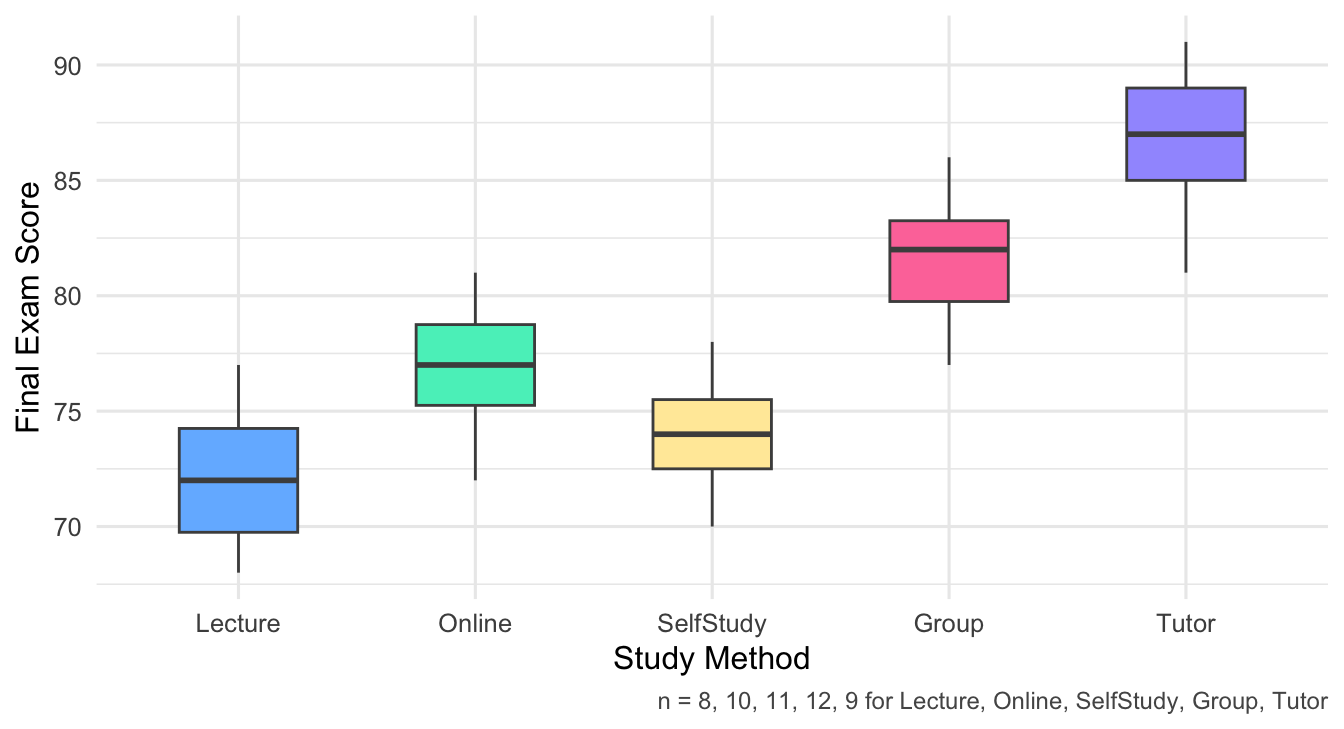 Final Exam Score
90
85
80
75
70
Lecture Online SelfStudy Group Tutor
Study Method
n = 8, 10, 11, 12, 9 for Lecture, Online, SelfStudy, Group, Tutor